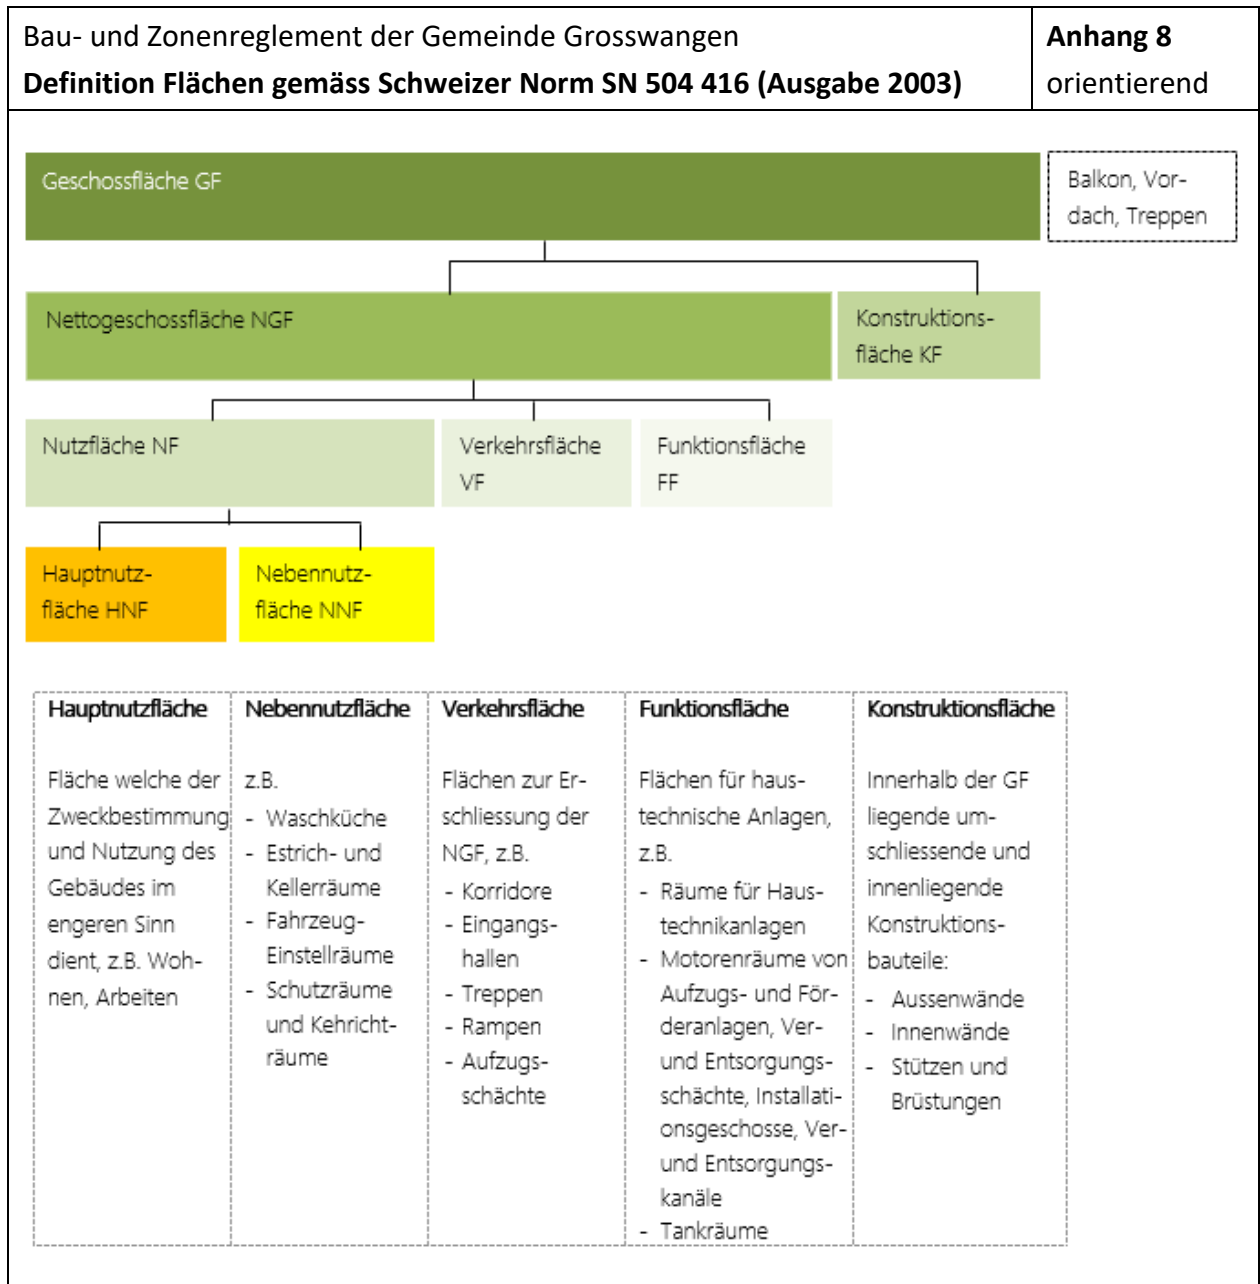 Bau- und Zonenreglement der Gemeinde Grosswangen
Definition Flächen gemäss Schweizer Norm SN 504 416 (Ausgabe 2003)
Anhang 8
orientierend
Geschossfläche GF
Balkon, Vor-
dach, Treppen
Nettogeschossfläche NGF
Konstruktions-
fläche KF
Nutzfläche NF
Verkehrsfläche
VF
Funktionsfläche
FF
Hauptnutz-
fläche HNF
Nebennutz-
fläche NNF
Hauptnutzfläche
Fläche welche der
Zweckbestimmung
und Nutzung des
Gebäudes im
engeren Sinn
dient, z.B. Woh-
nen, Arbeiten
Nebennutzfläche
z.B.
- Waschküche
- Estrich- und
Kellerräume
- Fahrzeug-
Einstellräume
- Schutzräume
und Kehricht-
räume
Verkehrsfläche
Flächen zur Er-
schliessung der
NGF, z.B.
- Korridore
- Eingangs-
hallen
- Treppen
- Rampen
- Aufzugs-
schächte
Funktionsfläche
Flächen für haus-
technische Anlagen,
z.B.
- Räume für Haus-
technikanlagen
- Motorenräume von
Aufzugs- und För-
deranlagen, Ver-
und Entsorgungs-
schächte, Installati-
onsgeschosse, Ver-
und Entsorgungs-
kanäle
- Tankräume
Konstruktionsfläche
Innerhalb der GF
liegende um-
schliessende und
innenliegende
Konstruktions-
bauteile:
- Aussenwände
- Innenwände
- Stützen und
Brüstungen